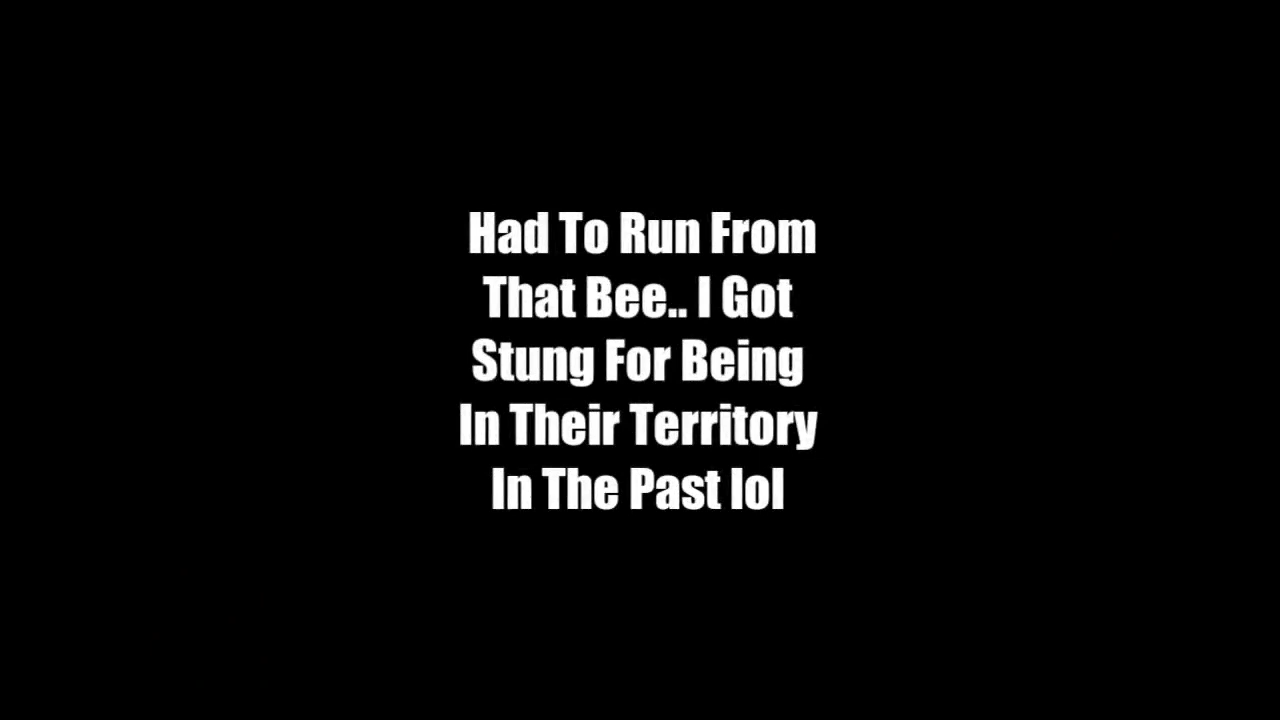 Had To Run From
That Bee.. I Got
Stung For Being
In Their Territory
In The Past lol